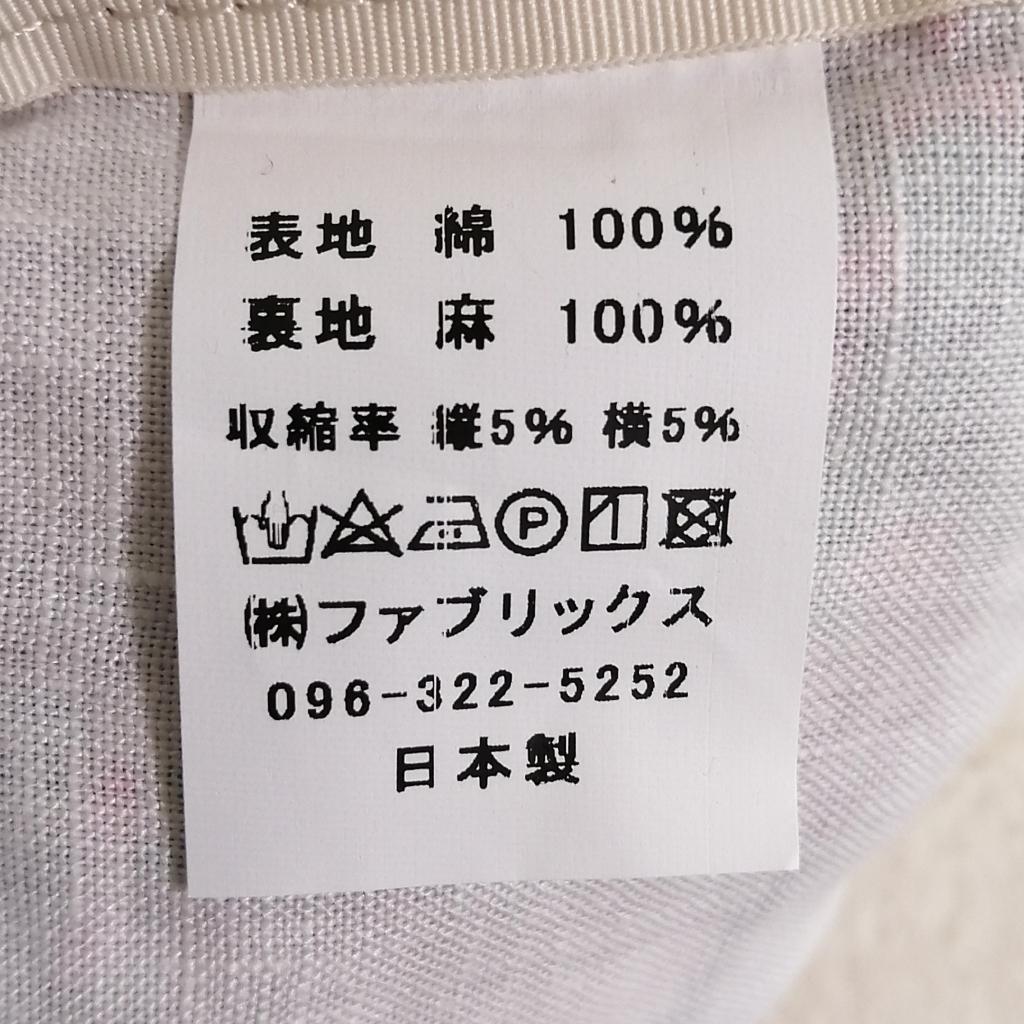 表地 綿 100%
裏地 麻 100%
収縮率 縦5% 横5%
P
(株)ファブリックス
096-322-5252
日本製